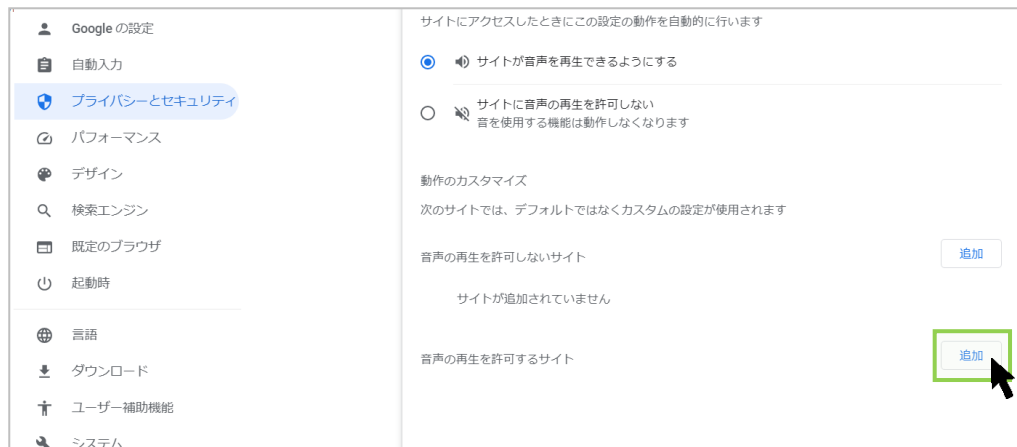 Google の設定
自動入力
プライバシーとセキュリティ
パフォーマンス
デザイン
検索エンジン
既定のブラウザ
起動時
言語
ダウンロード
ユーザー補助機能
システム
サイトにアクセスしたときにこの設定の動作を自動的に行います
サイトが音声を再生できるようにする
サイトに音声の再生を許可しない
音を使用する機能は動作しなくなります
動作のカスタマイズ
次のサイトでは、デフォルトではなくカスタムの設定が使用されます
音声の再生を許可しないサイト
追加
サイトが追加されていません
音声の再生を許可するサイト
追加